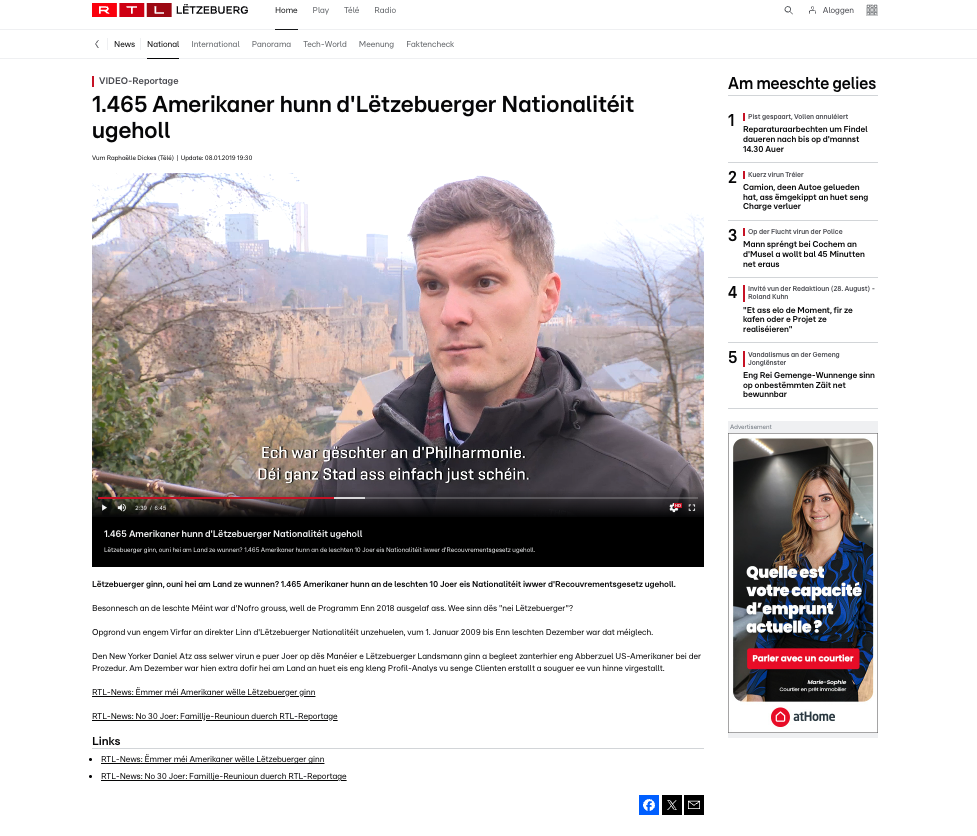 RTL LËTZEBUERG
Home Play Télé Radio
Aloggen
News National International Panorama Tech-World Meenung Faktencheck
VIDEO-Reportage
1.465 Amerikaner hunn d'Lëtzebuerger Nationalitéit
ugeholl
Vum Raphaëlle Dickes (Télé) | Update: 08.01.2019 19:30
Ech war gëschter an d'Philharmonie.
Déi ganz Stad ass einfach just schéin.
2:39 / 6:45
HD
1.465 Amerikaner hunn d'Lëtzebuerger Nationalitéit ugeholl
Lëtzebuerger ginn, ouni hei am Land ze wunnen? 1.465 Amerikaner hunn an de leschten 10 Joer eis Nationalitéit iwwer d'Recouvrementsgesetz ugeholl.
Lëtzebuerger ginn, ouni hei am Land ze wunnen? 1.465 Amerikaner hunn an de leschten 10 Joer eis Nationalitéit iwwer d'Recouvrementsgesetz ugeholl.
Besonnesch an de leschte Méint war d'Nofro grouss, well de Programm Enn 2018 ausgelaf ass. Wee sinn dës "nei Lëtzebuerger"?
Opgrond vun engem Virfar an direkter Linn d'Lëtzebuerger Nationalitéit unzehuelen, vum 1. Januar 2009 bis Enn leschten Dezember war dat méiglech.
Den New Yorker Daniel Atz ass selwer virun e puer Joer op dës Manéier e Lëtzebuerger Landsmann ginn a begleet zanterhier eng Abberzuel US-Amerikaner bei der
Prozedur. Am Dezember war hien extra dofir hei am Land an huet eis eng kleng Profil-Analys vu senge Clienten erstallt a souguer ee vun hinne virgestallt.
RTL-News: Ëmmer méi Amerikaner wëlle Lëtzebuerger ginn
RTL-News: No 30 Joer: Famillje-Reunioun duerch RTL-Reportage
Links
RTL-News: Ëmmer méi Amerikaner wëlle Lëtzebuerger ginn
RTL-News: No 30 Joer: Famillje-Reunioun duerch RTL-Reportage
Am meeschte gelies
1
Pist gespaart, Vollen annuléiert
Reparaturaarbechten um Findel
daueren nach bis op d'mannst
14.30 Auer
2
Kuerz virun Tréier
Camion, deen Autoe gelueden
hat, ass ëmgekippt an huet seng
Charge verluer
3
Op der Flucht virun der Police
Mann spréngt bei Cochem an
d'Musel a wollt bal 45 Minutten
net eraus
4
Invité vun der Redaktioun (28. August) -
Roland Kuhn
"Et ass elo de Moment, fir ze
kafen oder e Projet ze
realiséieren"
5
Vandalismus an der Gemeng
Jonglënster
Eng Rei Gemenge-Wunnenge sinn
op onbestëmmten Zäit net
bewunnbar
Advertisement
Quelle est
votre capacité
d'emprunt
actuelle ?
Parler avec un courtier
Marie-Sophie
Courtier en prêt immobilier
atHome